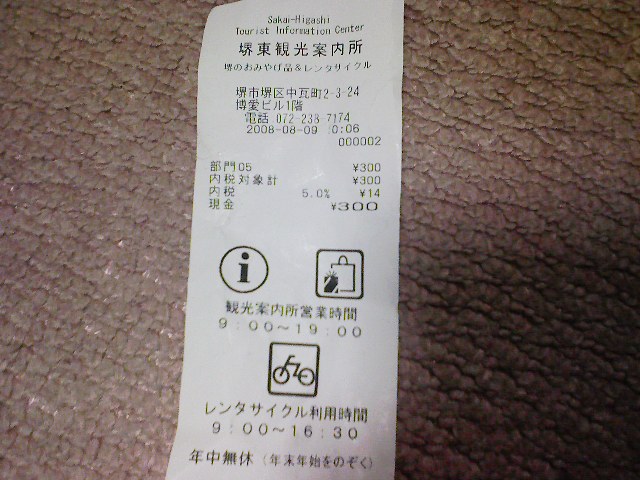 Sakai-Higashi
Tourist Information Center
堺東観光案内所
堺のおみやげ品&レンタサイクル
堺市堺区中瓦町2-3-24
博愛ビル1階
電話 072-238-7174
2008-08-09 10:06
000002
部門05 ¥300
内税対象計 ¥300
内税 5.0% ¥14
現金 ¥300
i
観光案内所営業時間
9:00～19:00
レンタサイクル利用時間
9:00～16:30
年中無休 (年末年始をのぞく)